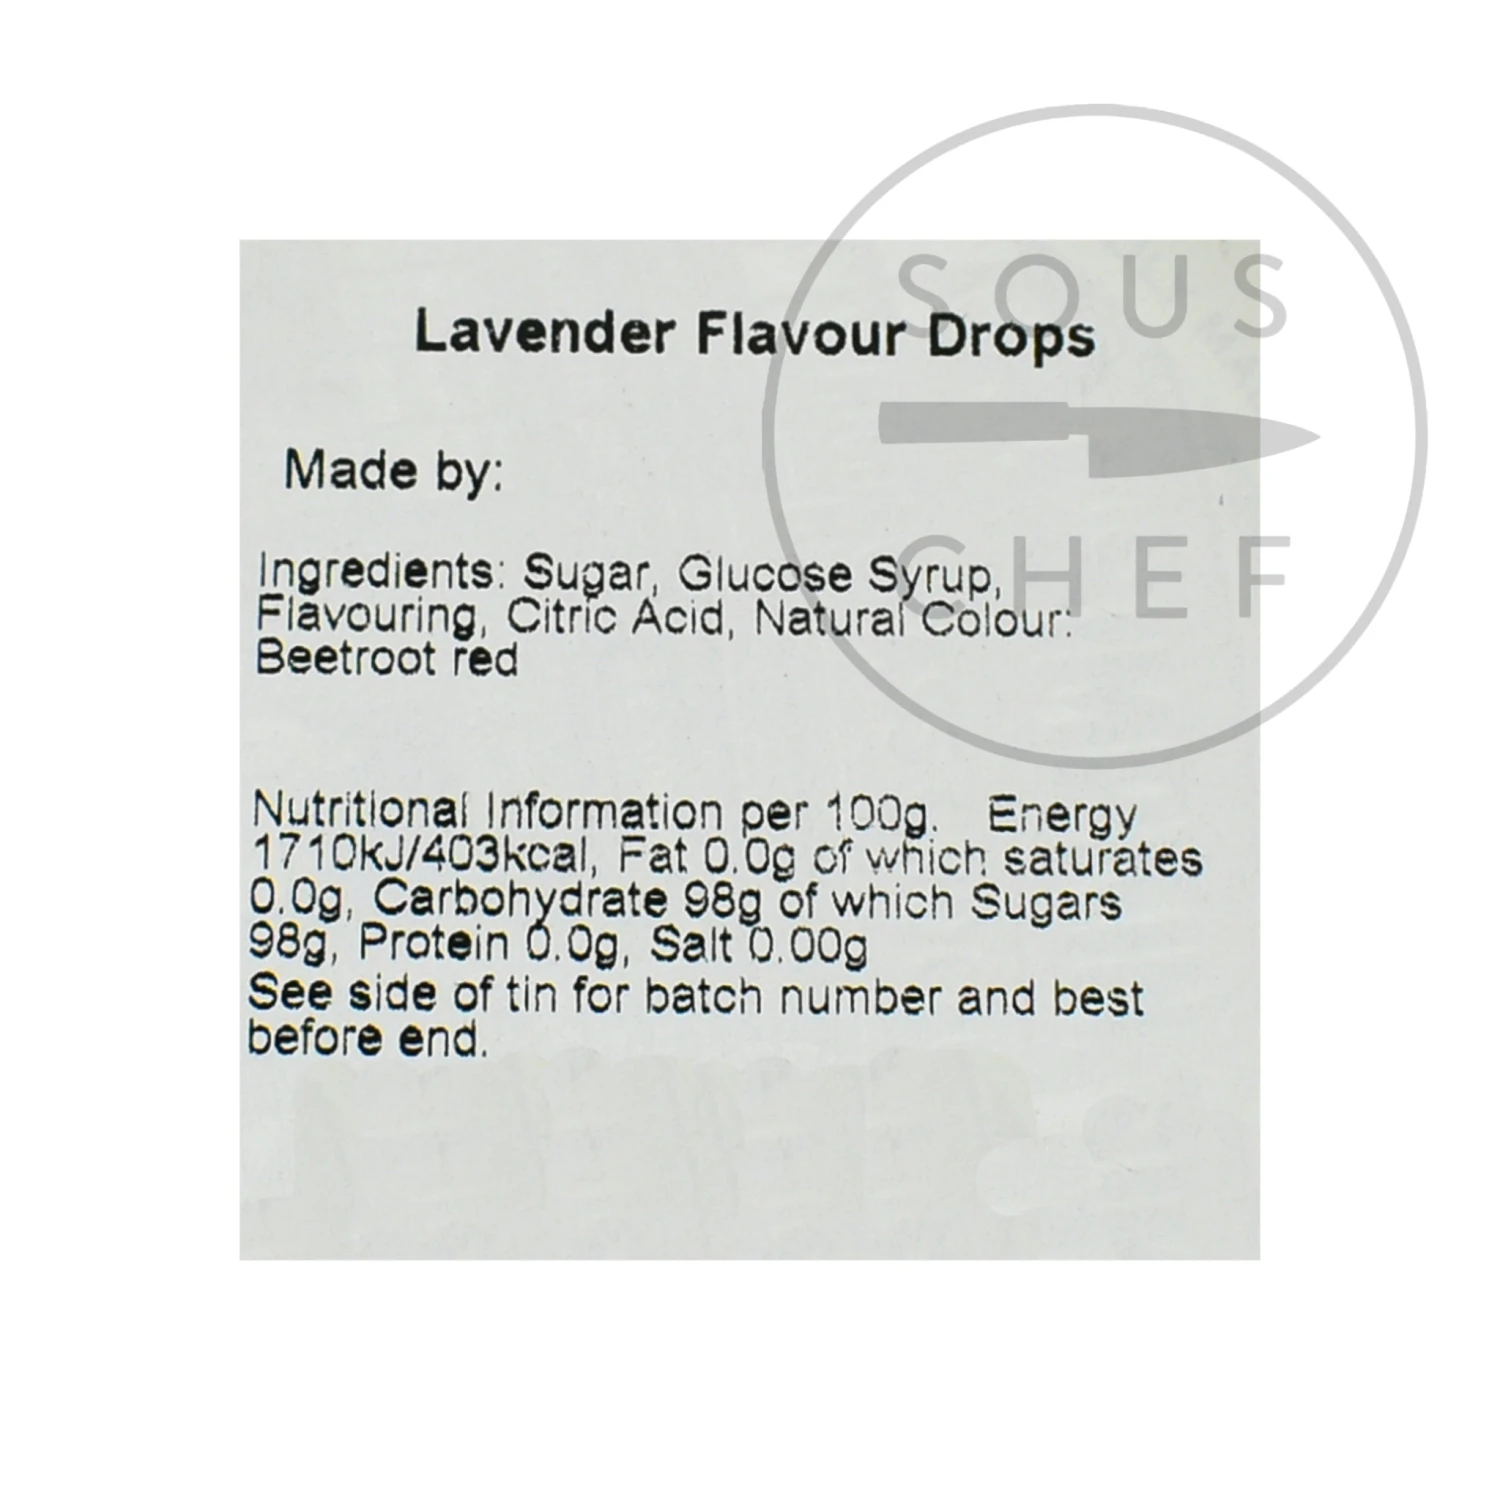 SOUS
CHEF
Lavender Flavour Drops
Made by:
Ingredients: Sugar, Glucose Syrup,
Flavouring, Citric Acid, Natural Colour:
Beetroot red
Nutritional Information per 100g. Energy
1710kJ/403kcal, Fat 0.0g of which saturates
0.0g, Carbohydrate 98g of which Sugars
98g, Protein 0.0g, Salt 0.00g
See side of tin for batch number and best
before end.